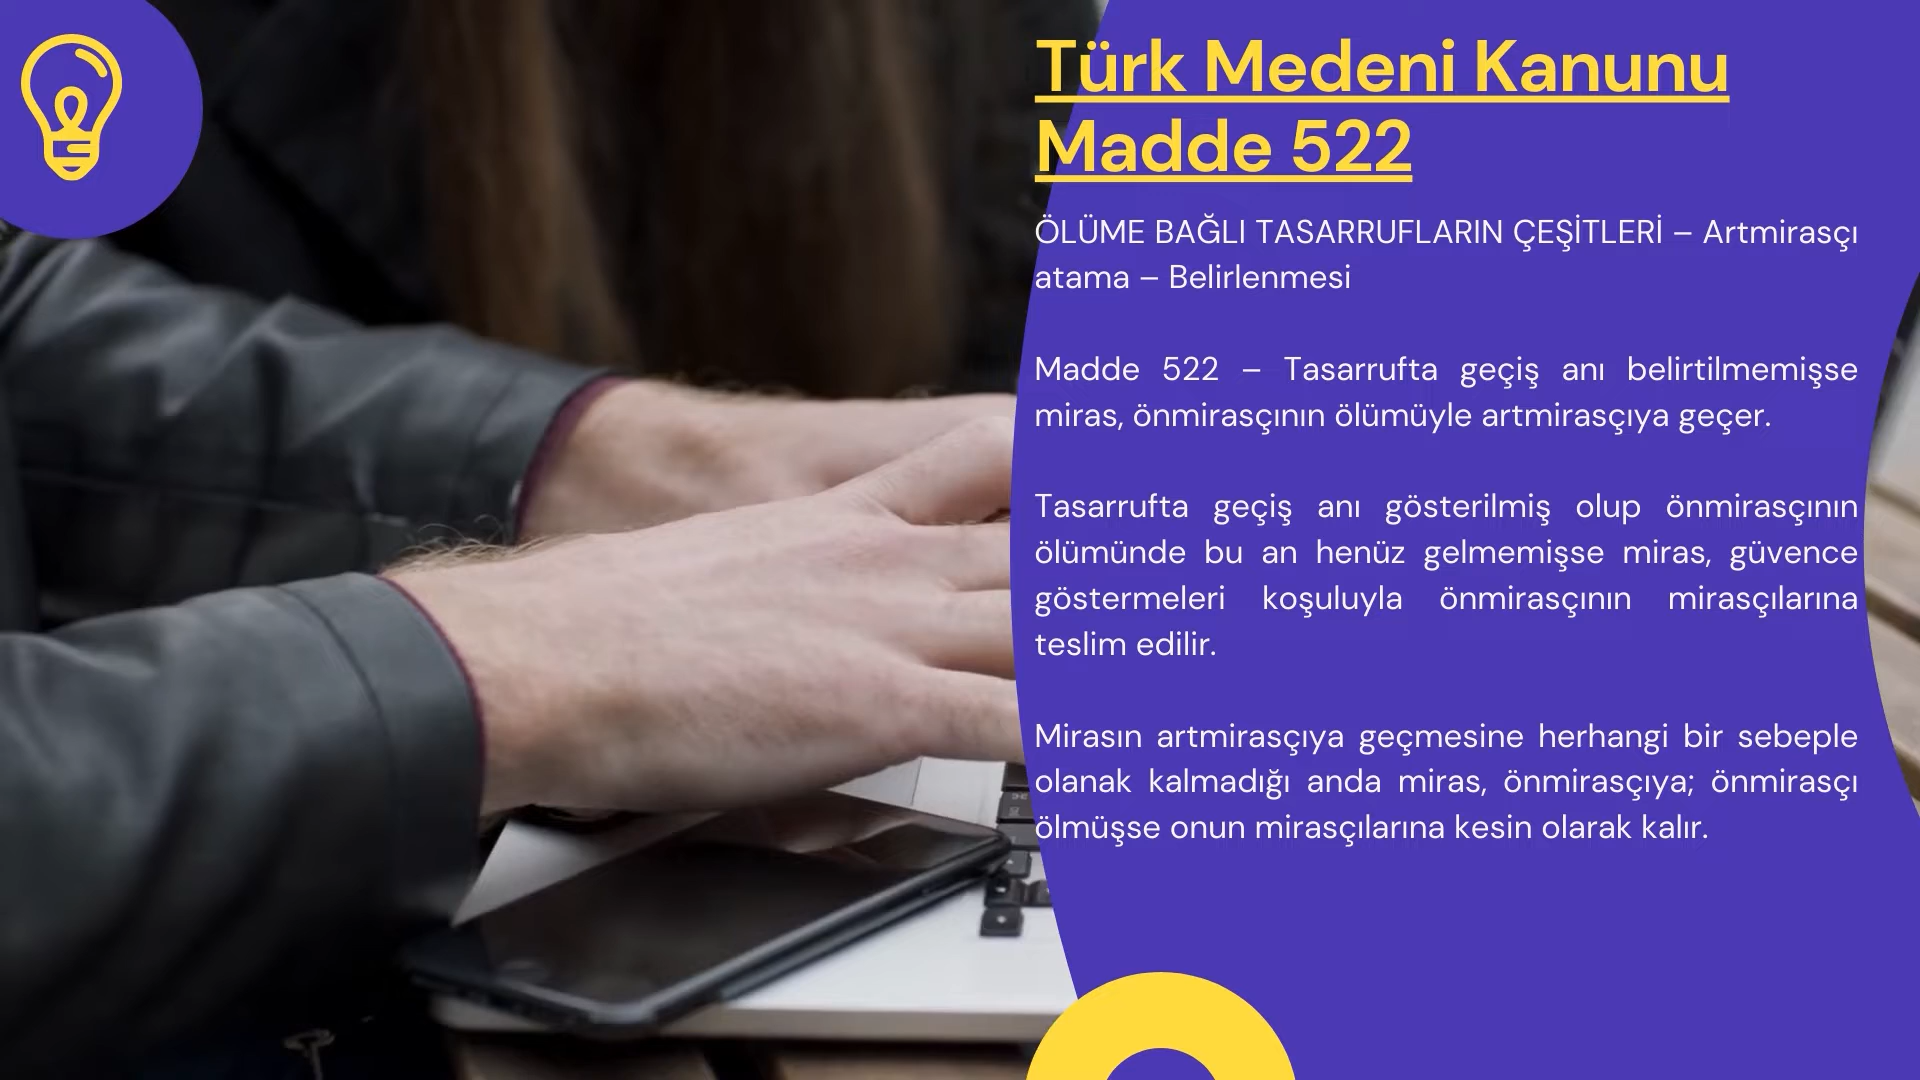 Türk Medeni Kanunu
Madde 522
ÖLÜME BAĞLI TASARRUFLARIN ÇEŞİTLERİ – Artmirasçı
atama – Belirlenmesi
Madde 522 – Tasarrufta geçiş anı belirtilmemişse
miras, önmirasçının ölümüyle artmirasçıya geçer.
Tasarrufta geçiş anı gösterilmiş olup önmirasçının
ölümünde bu an henüz gelmemişse miras, güvence
göstermeleri koşuluyla önmirasçının mirasçılarına
teslim edilir.
Mirasın artmirasçıya geçmesine herhangi bir sebeple
olanak kalmadığı anda miras, önmirasçıya; önmirasçı
ölmüşse onun mirasçılarına kesin olarak kalır.